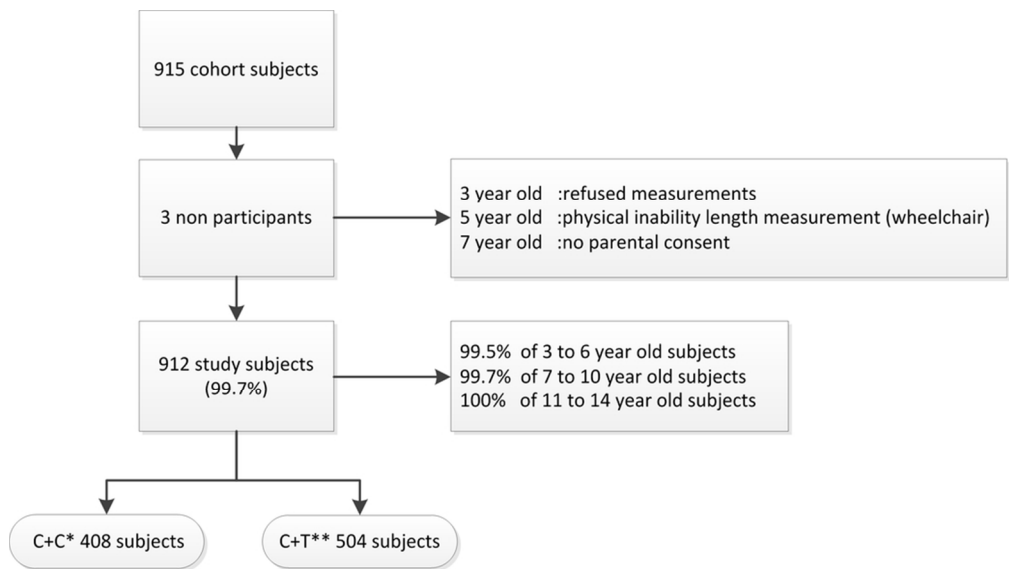 915 cohort subjects
3 non participants
3 year old :refused measurements
5 year old :physical inability length measurement (wheelchair)
7 year old :no parental consent
912 study subjects
(99.7%)
99.5% of 3 to 6 year old subjects
99.7% of 7 to 10 year old subjects
100% of 11 to 14 year old subjects
C+C* 408 subjects
C+T** 504 subjects